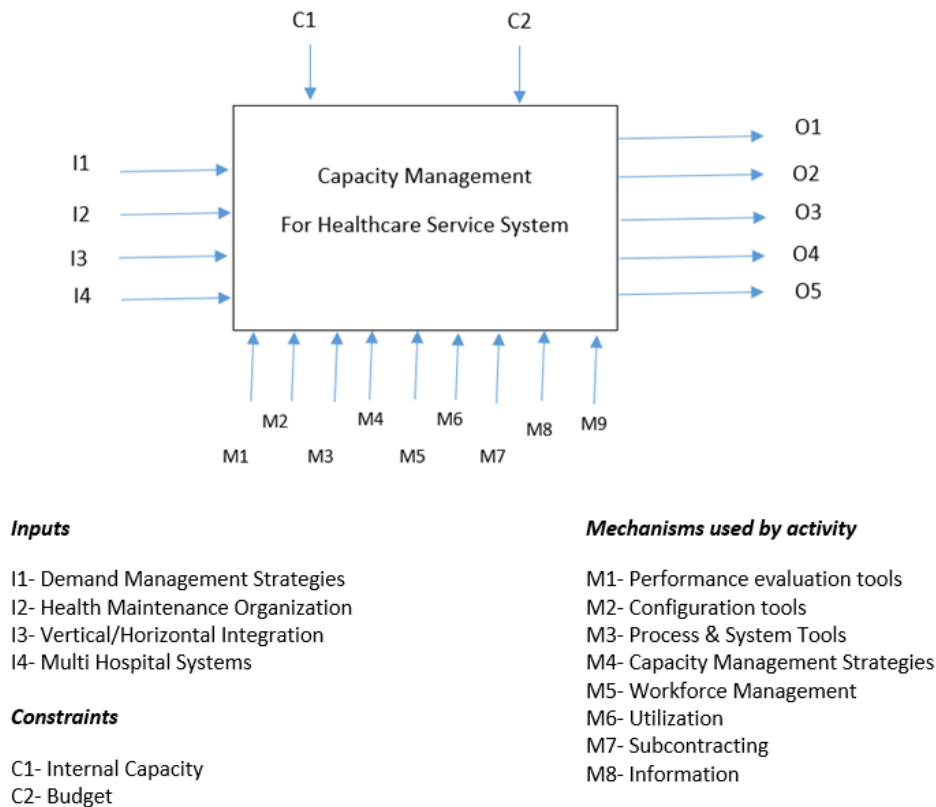 C1
C2
I1
I2
I3
I4
Capacity Management
For Healthcare Service System
O1
O2
O3
O4
O5
M1
M2
M3
M4
M5
M6
M7
M8
M9
Inputs
I1- Demand Management Strategies
I2- Health Maintenance Organization
I3- Vertical/Horizontal Integration
I4- Multi Hospital Systems
Constraints
C1- Internal Capacity
C2- Budget
Mechanisms used by activity
M1- Performance evaluation tools
M2- Configuration tools
M3- Process & System Tools
M4- Capacity Management Strategies
M5- Workforce Management
M6- Utilization
M7- Subcontracting
M8- Information